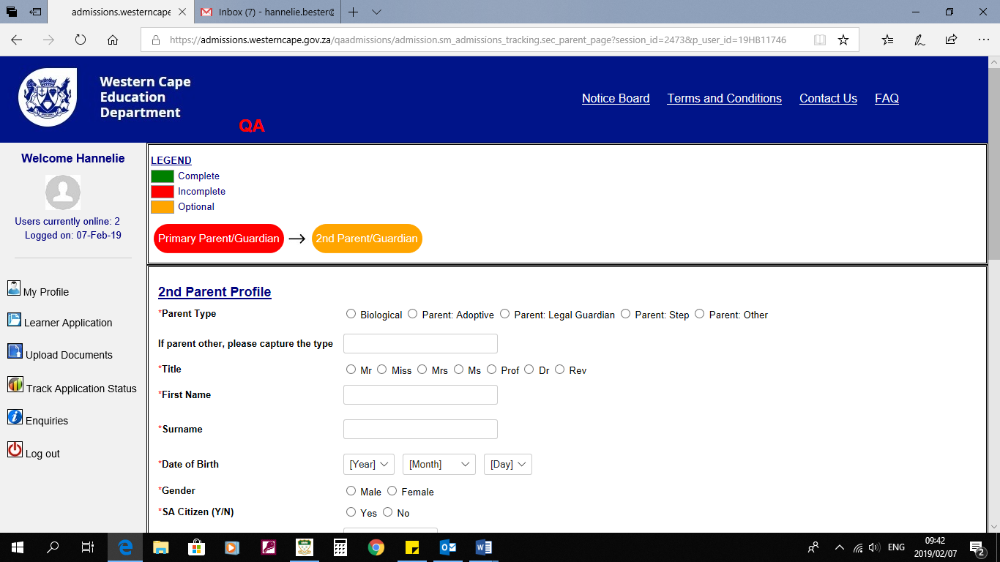 admissions.westerncape
Inbox (7) - hannelie.bester@
https://admissions.westerncape.gov.za/qaadmissions/admission.sm_admissions_tracking.sec_parent_page?session_id=2473&p_user_id=19HB11746
Western Cape
Education
Department
QA
Notice Board Terms and Conditions Contact Us FAQ
Welcome Hannelie
Users currently online: 2
Logged on: 07-Feb-19
My Profile
Learner Application
Upload Documents
Track Application Status
Enquiries
Log out
LEGEND
Complete
Incomplete
Optional
Primary Parent/Guardian → 2nd Parent/Guardian
2nd Parent Profile
*Parent Type Biological Parent: Adoptive Parent: Legal Guardian Parent: Step Parent: Other
If parent other, please capture the type
*Title Mr Miss Mrs Ms Prof Dr Rev
*First Name
*Surname
*Date of Birth [Year] [Month] [Day]
*Gender Male Female
*SA Citizen (Y/N) Yes No
ENG
09:42
2019/02/07
2